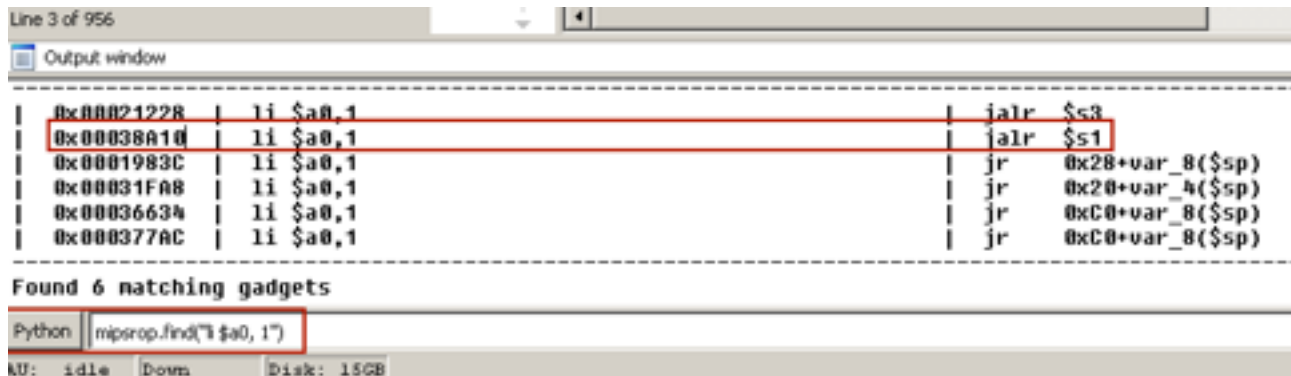 Line 3 of 956
Output window
| 0x00021228 | li $a0,1 | jalr $s3
| 0x00038A10 | li $a0,1 | jalr $s1
| 0x0001983C | li $a0,1 | jr 0x28+var_8($sp)
| 0x00031FA8 | li $a0,1 | jr 0x20+var_4($sp)
| 0x00036634 | li $a0,1 | jr 0xC0+var_8($sp)
| 0x000377AC | li $a0,1 | jr 0xC0+var_8($sp)
Found 6 matching gadgets
Python mipsrop.find("li $a0, 1")
AU: idle Down Disk: 15GB